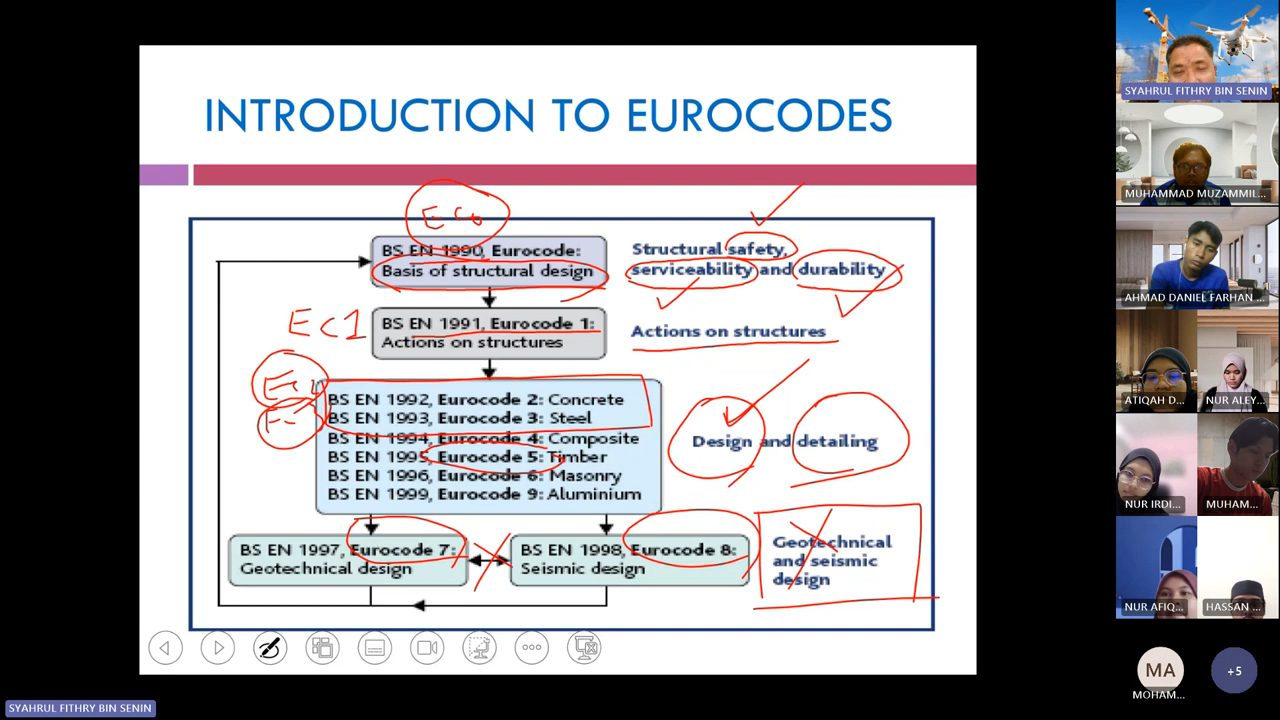 INTRODUCTION TO EUROCODES
EC0
BS EN 1990, Eurocode:
Basis of structural design
Structural safety,
serviceability and durability
EC1
BS EN 1991, Eurocode 1:
Actions on structures
Actions on structures
BS EN 1992, Eurocode 2: Concrete
BS EN 1993, Eurocode 3: Steel
BS EN 1994, Eurocode 4: Composite
BS EN 1995, Eurocode 5: Timber
BS EN 1996, Eurocode 6: Masonry
BS EN 1999, Eurocode 9: Aluminium
Design and detailing
BS EN 1997, Eurocode 7:
Geotechnical design
BS EN 1998, Eurocode 8:
Seismic design
Geotechnical
and seismic
design
SYAHRUL FITHRY BIN SENIN
SYAHRUL FITHRY BIN SENIN
MUHAMMAD MUZAMMIL...
AHMAD DANIEL FARHAN ...
ATIQAH D...
NUR ALEY...
NUR IRDI...
MUHAM...
NUR AFIQ...
HASSAN ...
MA
MOHAM...
+5